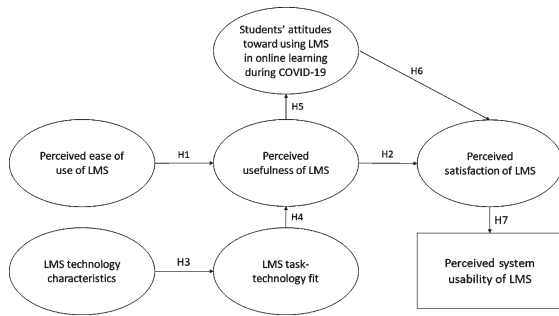 Students' attitudes
toward using LMS
in online learning
during COVID-19
H6
H5
Perceived ease of
use of LMS
H1
Perceived
usefulness of LMS
H2
Perceived
satisfaction of LMS
H4
H7
LMS technology
characteristics
H3
LMS task-
technology fit
Perceived system
usability of LMS